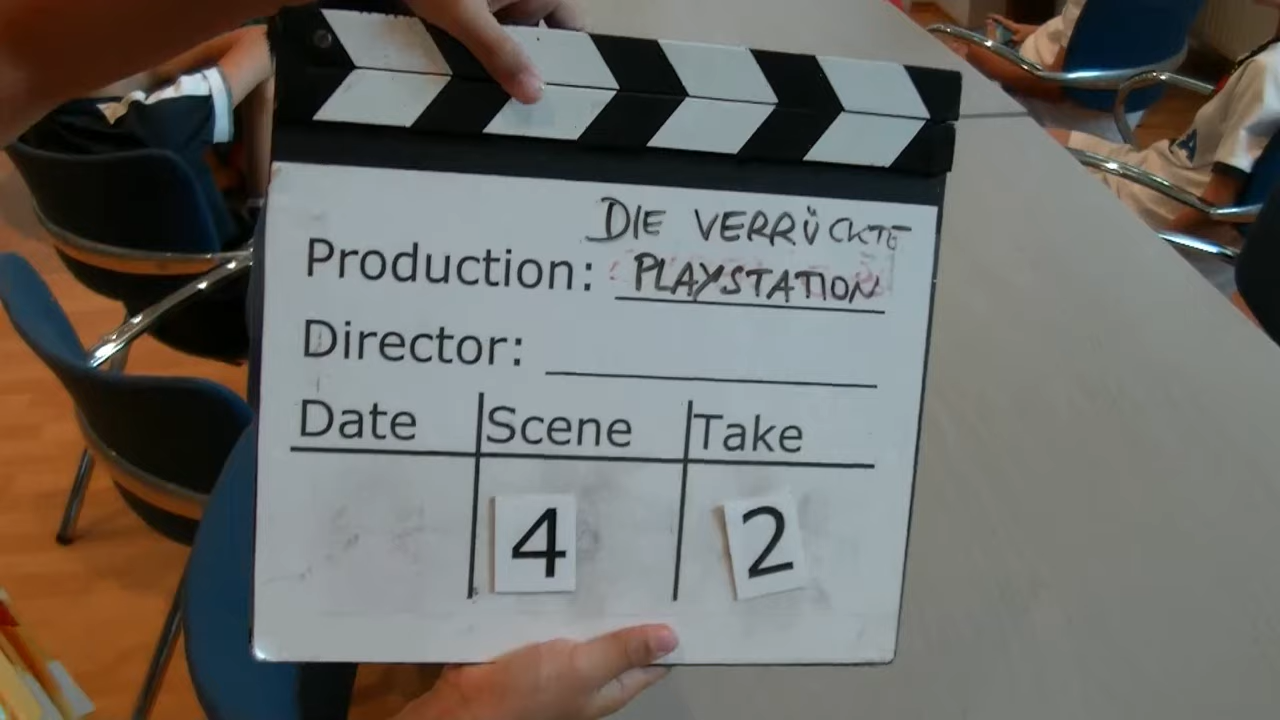 DIE VERRÜCKTE
Production: PLAYSTATION
Director:
Date Scene Take
4 2